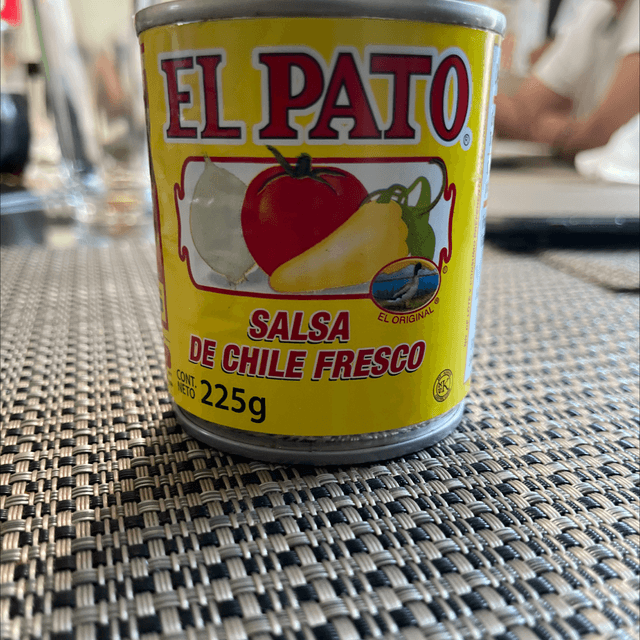 EL PATO®
EL ORIGINAL®
SALSA
DE CHILE FRESCO
CONT.
NETO 225g
K